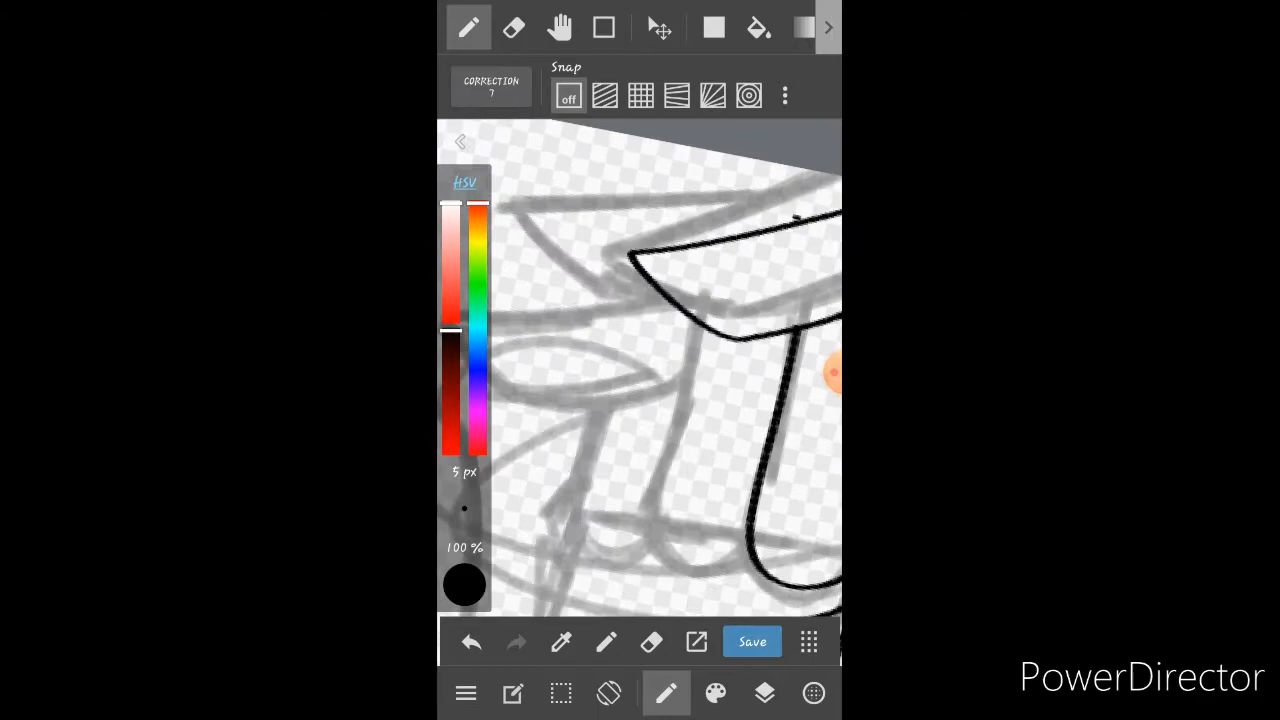 Snap
CORRECTION
7
off
HSV
5 px
100 %
Save
PowerDirector